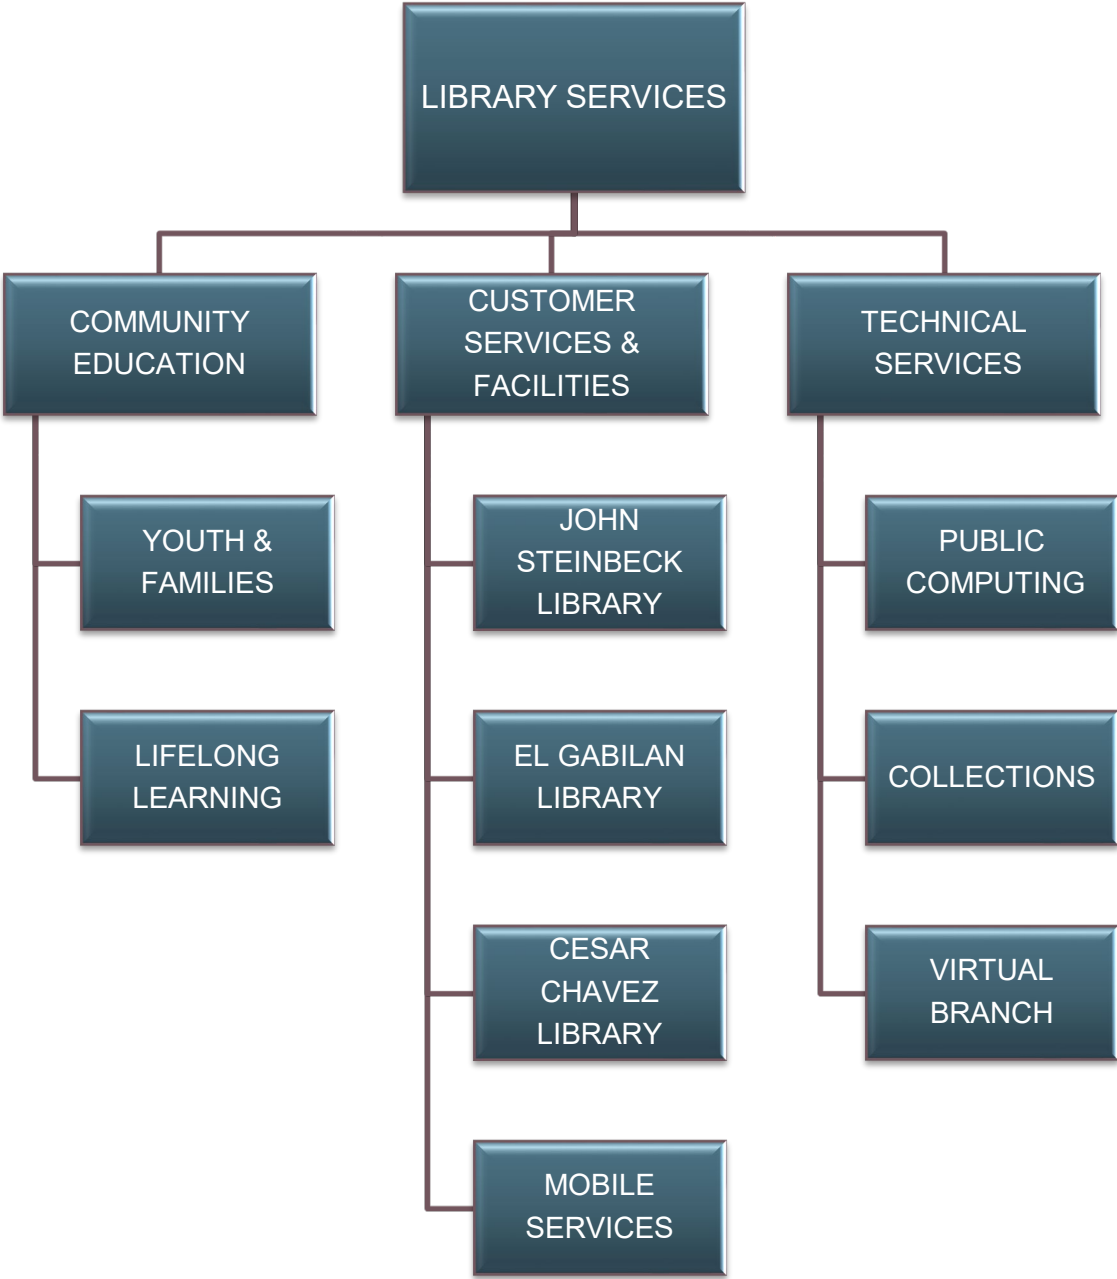 LIBRARY SERVICES
COMMUNITY
EDUCATION
CUSTOMER
SERVICES &
FACILITIES
TECHNICAL
SERVICES
YOUTH &
FAMILIES
LIFELONG
LEARNING
JOHN
STEINBECK
LIBRARY
EL GABILAN
LIBRARY
CESAR
CHAVEZ
LIBRARY
MOBILE
SERVICES
PUBLIC
COMPUTING
COLLECTIONS
VIRTUAL
BRANCH